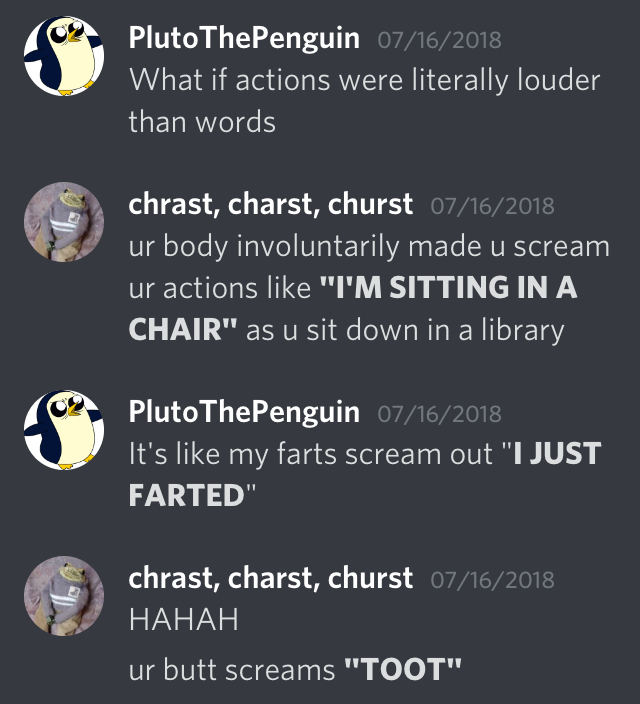 PlutoThePenguin 07/16/2018
What if actions were literally louder
than words
chrast, charst, churst 07/16/2018
ur body involuntarily made u scream
ur actions like "I'M SITTING IN A
CHAIR" as u sit down in a library
PlutoThePenguin 07/16/2018
It's like my farts scream out "I JUST
FARTED"
chrast, charst, churst 07/16/2018
HAHAH
ur butt screams "TOOT"